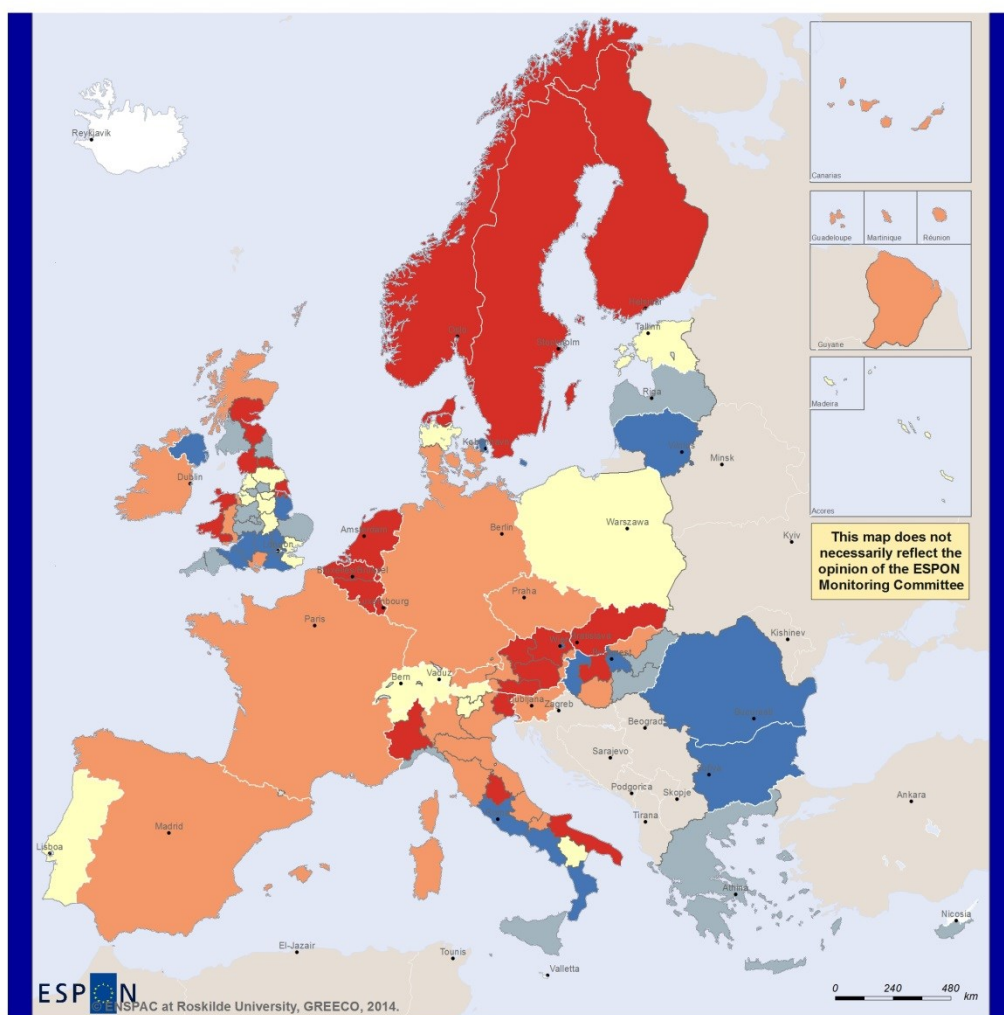 Reykjavik
Canarias
Guadeloupe
Martinique
Réunion
Guyane
Madeira
Acores
This map does not
necessarily reflect the
opinion of the ESPON
Monitoring Committee
Oslo
Stockholm
Tallinn
Riga
Minsk
Dublin
Amsterdam
Berlin
Warszawa
Kyiv
Praha
Paris
Kishinev
Bern
Vaduz
Ljubljana
Zagreb
Beograd
Sarajevo
Podgorica
Skopje
Tirana
Ankara
Madrid
Lisboa
Athina
Nicosia
El-Jazair
Tounis
Valletta
ESPON
© ENSPAC at Roskilde University, GREECO, 2014.
0 240 480
km